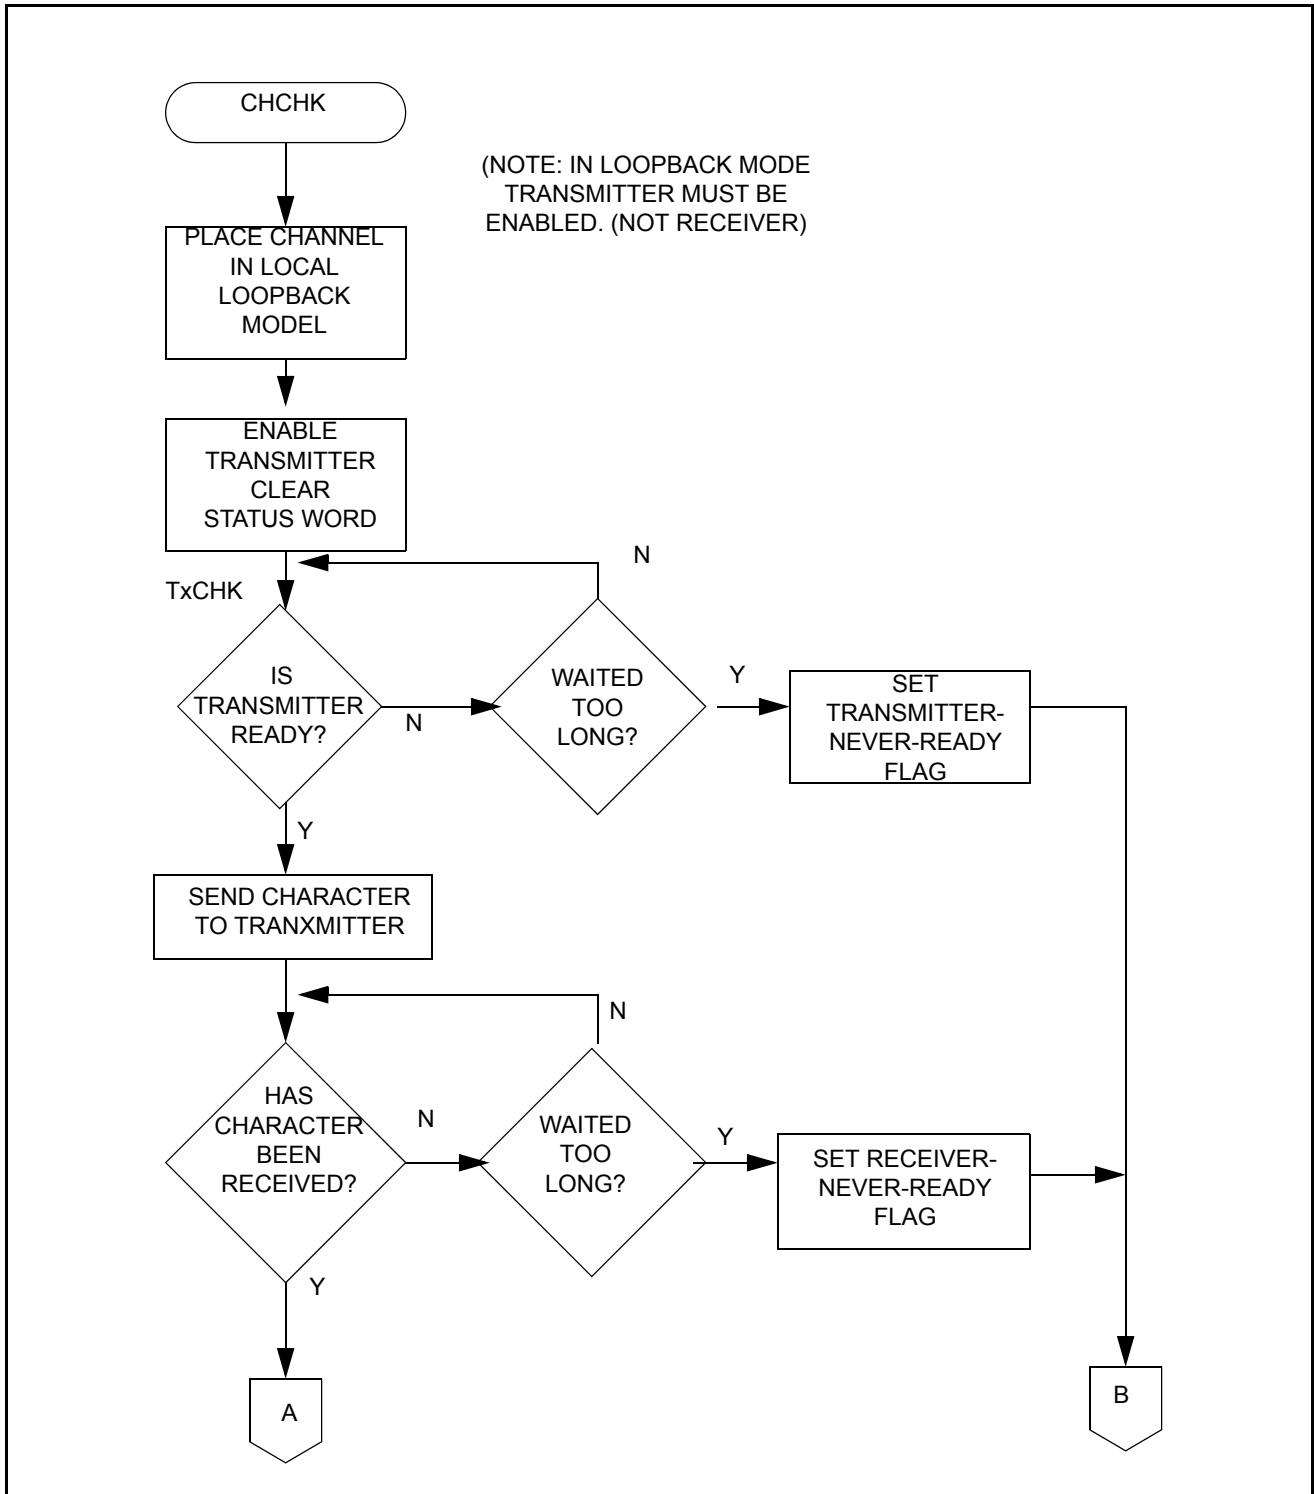 CHCHK
(NOTE: IN LOOPBACK MODE
TRANSMITTER MUST BE
ENABLED. (NOT RECEIVER)
PLACE CHANNEL
IN LOCAL
LOOPBACK
MODEL
ENABLE
TRANSMITTER
CLEAR
STATUS WORD
N
TxCHK
IS
TRANSMITTER
READY?
N
WAITED
TOO
LONG?
Y
SET
TRANSMITTER-
NEVER-READY
FLAG
Y
SEND CHARACTER
TO TRANXMITTER
N
HAS
CHARACTER
BEEN
RECEIVED?
N
WAITED
TOO
LONG?
Y
SET RECEIVER-
NEVER-READY
FLAG
Y
A
B